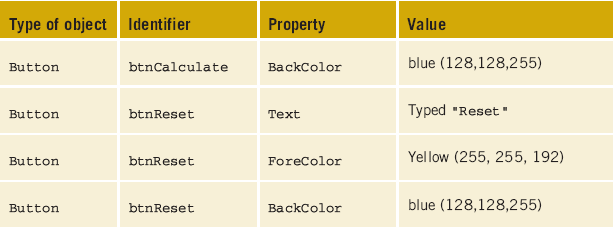 Type of object Identifier Property Value
Button btnCalculate BackColor blue (128,128,255)
Button btnReset Text Typed "Reset"
Button btnReset ForeColor Yellow (255, 255, 192)
Button btnReset BackColor blue (128,128,255)